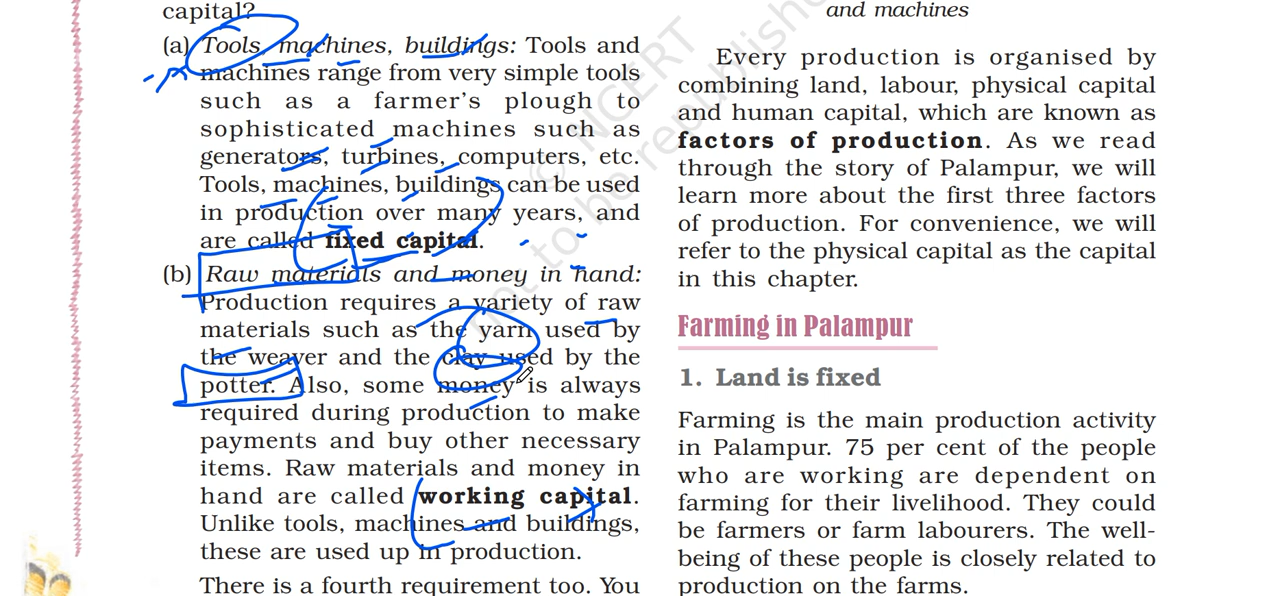 capital?
(a) Tools, machines, buildings: Tools and
machines range from very simple tools
such as a farmer's plough to
sophisticated machines such as
generators, turbines, computers, etc.
Tools, machines, buildings can be used
in production over many years, and
are called fixed capital.
(b) Raw materials and money in hand:
Production requires a variety of raw
materials such as the yarn used by
the weaver and the clay used by the
potter. Also, some money is always
required during production to make
payments and buy other necessary
items. Raw materials and money in
hand are called working capital.
Unlike tools, machines and buildings,
these are used up in production.
There is a fourth requirement too. You
and machines
Every production is organised by
combining land, labour, physical capital
and human capital, which are known as
factors of production. As we read
through the story of Palampur, we will
learn more about the first three factors
of production. For convenience, we will
refer to the physical capital as the capital
in this chapter.
Farming in Palampur
1. Land is fixed
Farming is the main production activity
in Palampur. 75 per cent of the people
who are working are dependent on
farming for their livelihood. They could
be farmers or farm labourers. The well-
being of these people is closely related to
production on the farms.
© NCERT
not to be republished